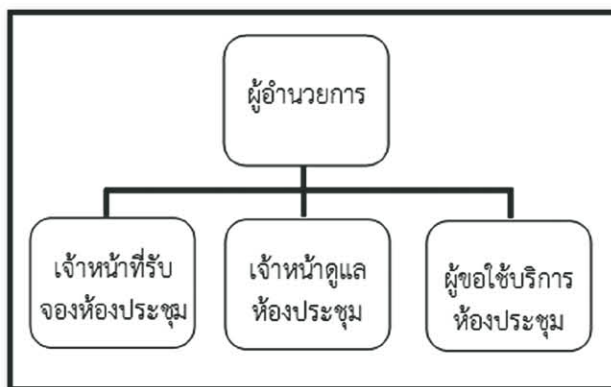 ผู้อำนวยการ
เจ้าหน้าที่รับ
จองห้องประชุม
เจ้าหน้าดูแล
ห้องประชุม
ผู้ขอใช้บริการ
ห้องประชุม